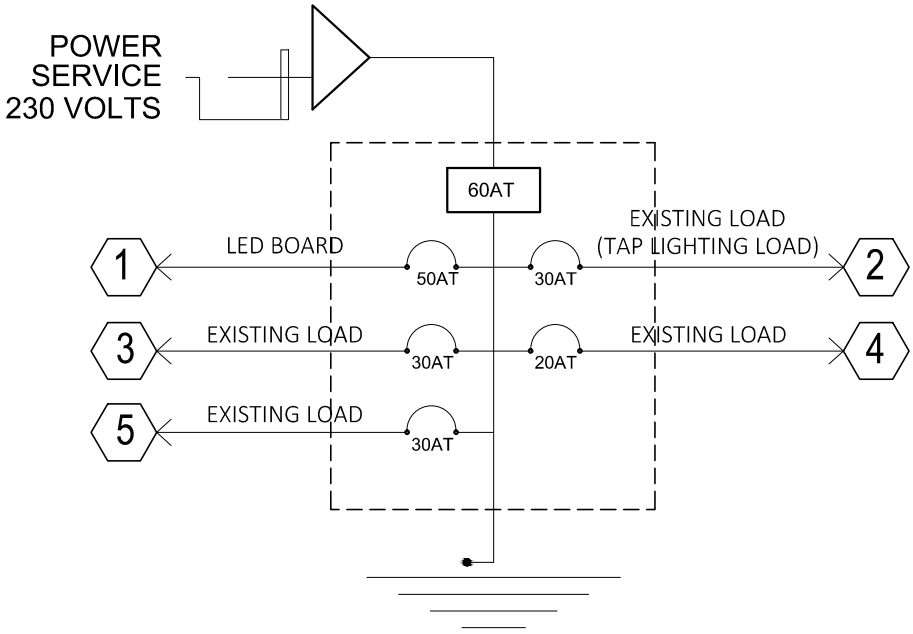 POWER
SERVICE
230 VOLTS
60AT
EXISTING LOAD
(TAP LIGHTING LOAD)
1
LED BOARD
50AT
30AT
2
3
EXISTING LOAD
30AT
20AT
EXISTING LOAD
4
5
EXISTING LOAD
30AT